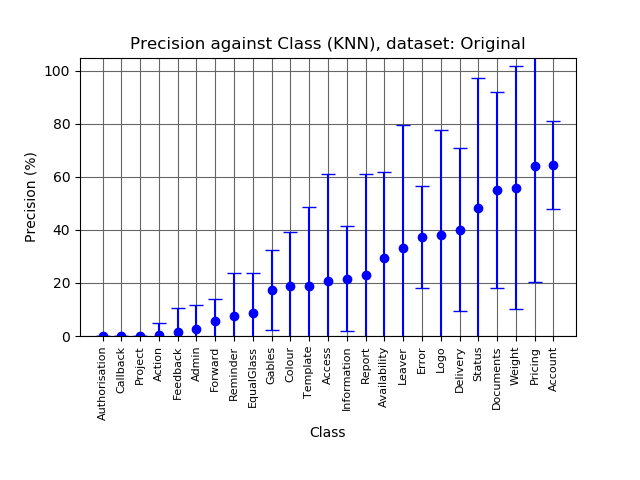 Precision against Class (KNN), dataset: Original
Precision (%)
100
80
60
40
20
0
Authorisation
Callback
Project
Action
Feedback
Admin
Forward
Reminder
EqualGlass
Gables
Colour
Template
Access
Information
Report
Availability
Leaver
Error
Logo
Delivery
Status
Documents
Weight
Pricing
Account
Class